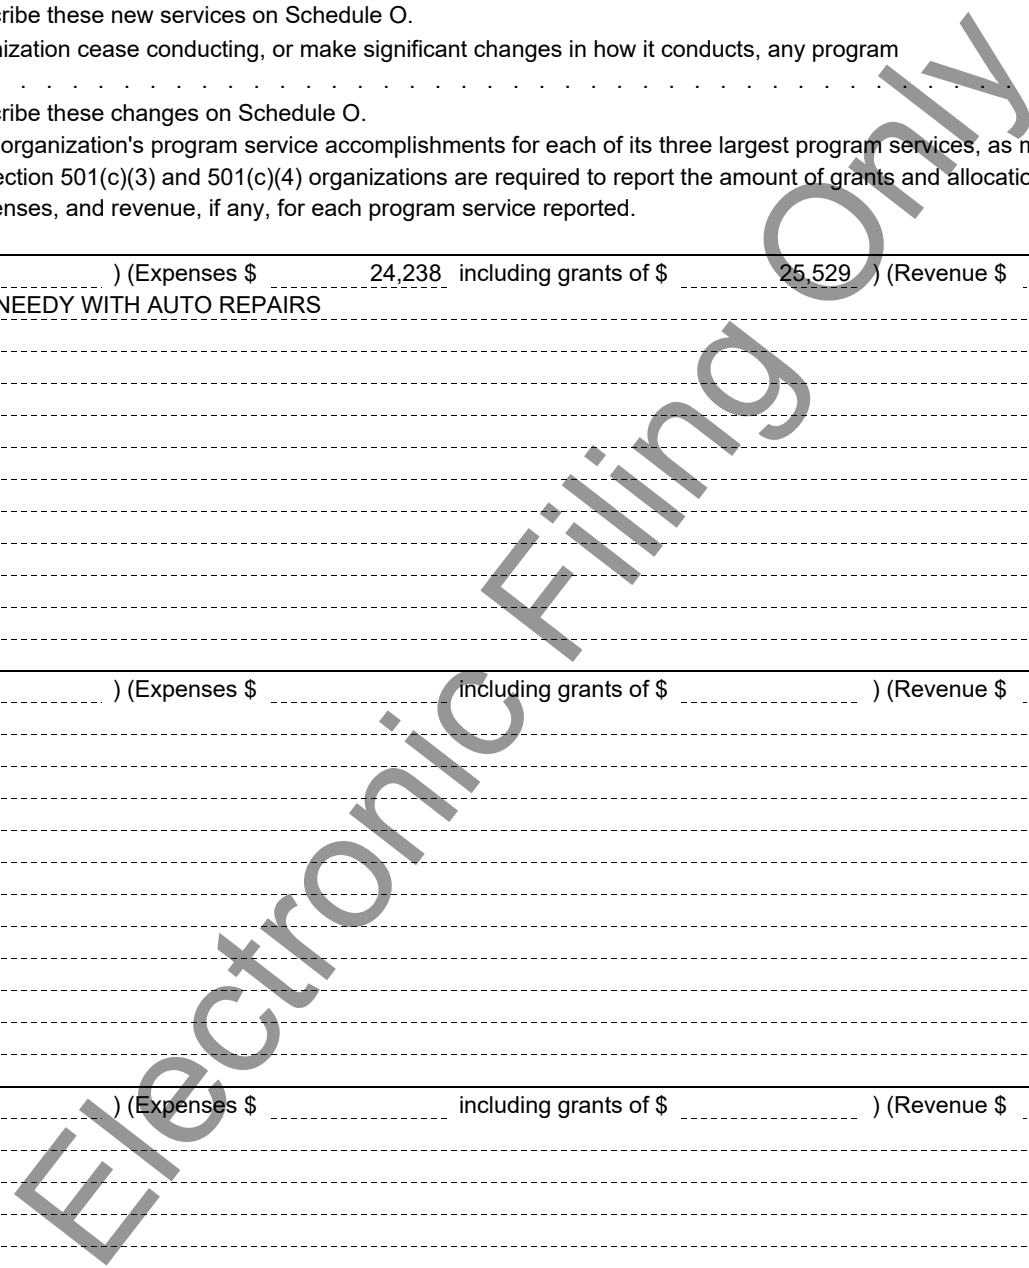 cribe these new services on Schedule O.
nization cease conducting, or make significant changes in how it conducts, any program
. . . . . . . . . . . . . . . . . . . . . . . . . . . . . . . . . . . . . . .
cribe these changes on Schedule O.
organization's program service accomplishments for each of its three largest program services, as m
ection 501(c)(3) and 501(c)(4) organizations are required to report the amount of grants and allocatio
enses, and revenue, if any, for each program service reported.
) (Expenses $ 24,238 including grants of $ 25,529 ) (Revenue $
NEEDY WITH AUTO REPAIRS
) (Expenses $ including grants of $ ) (Revenue $
) (Expenses $ including grants of $ ) (Revenue $
Electronic Filing Only